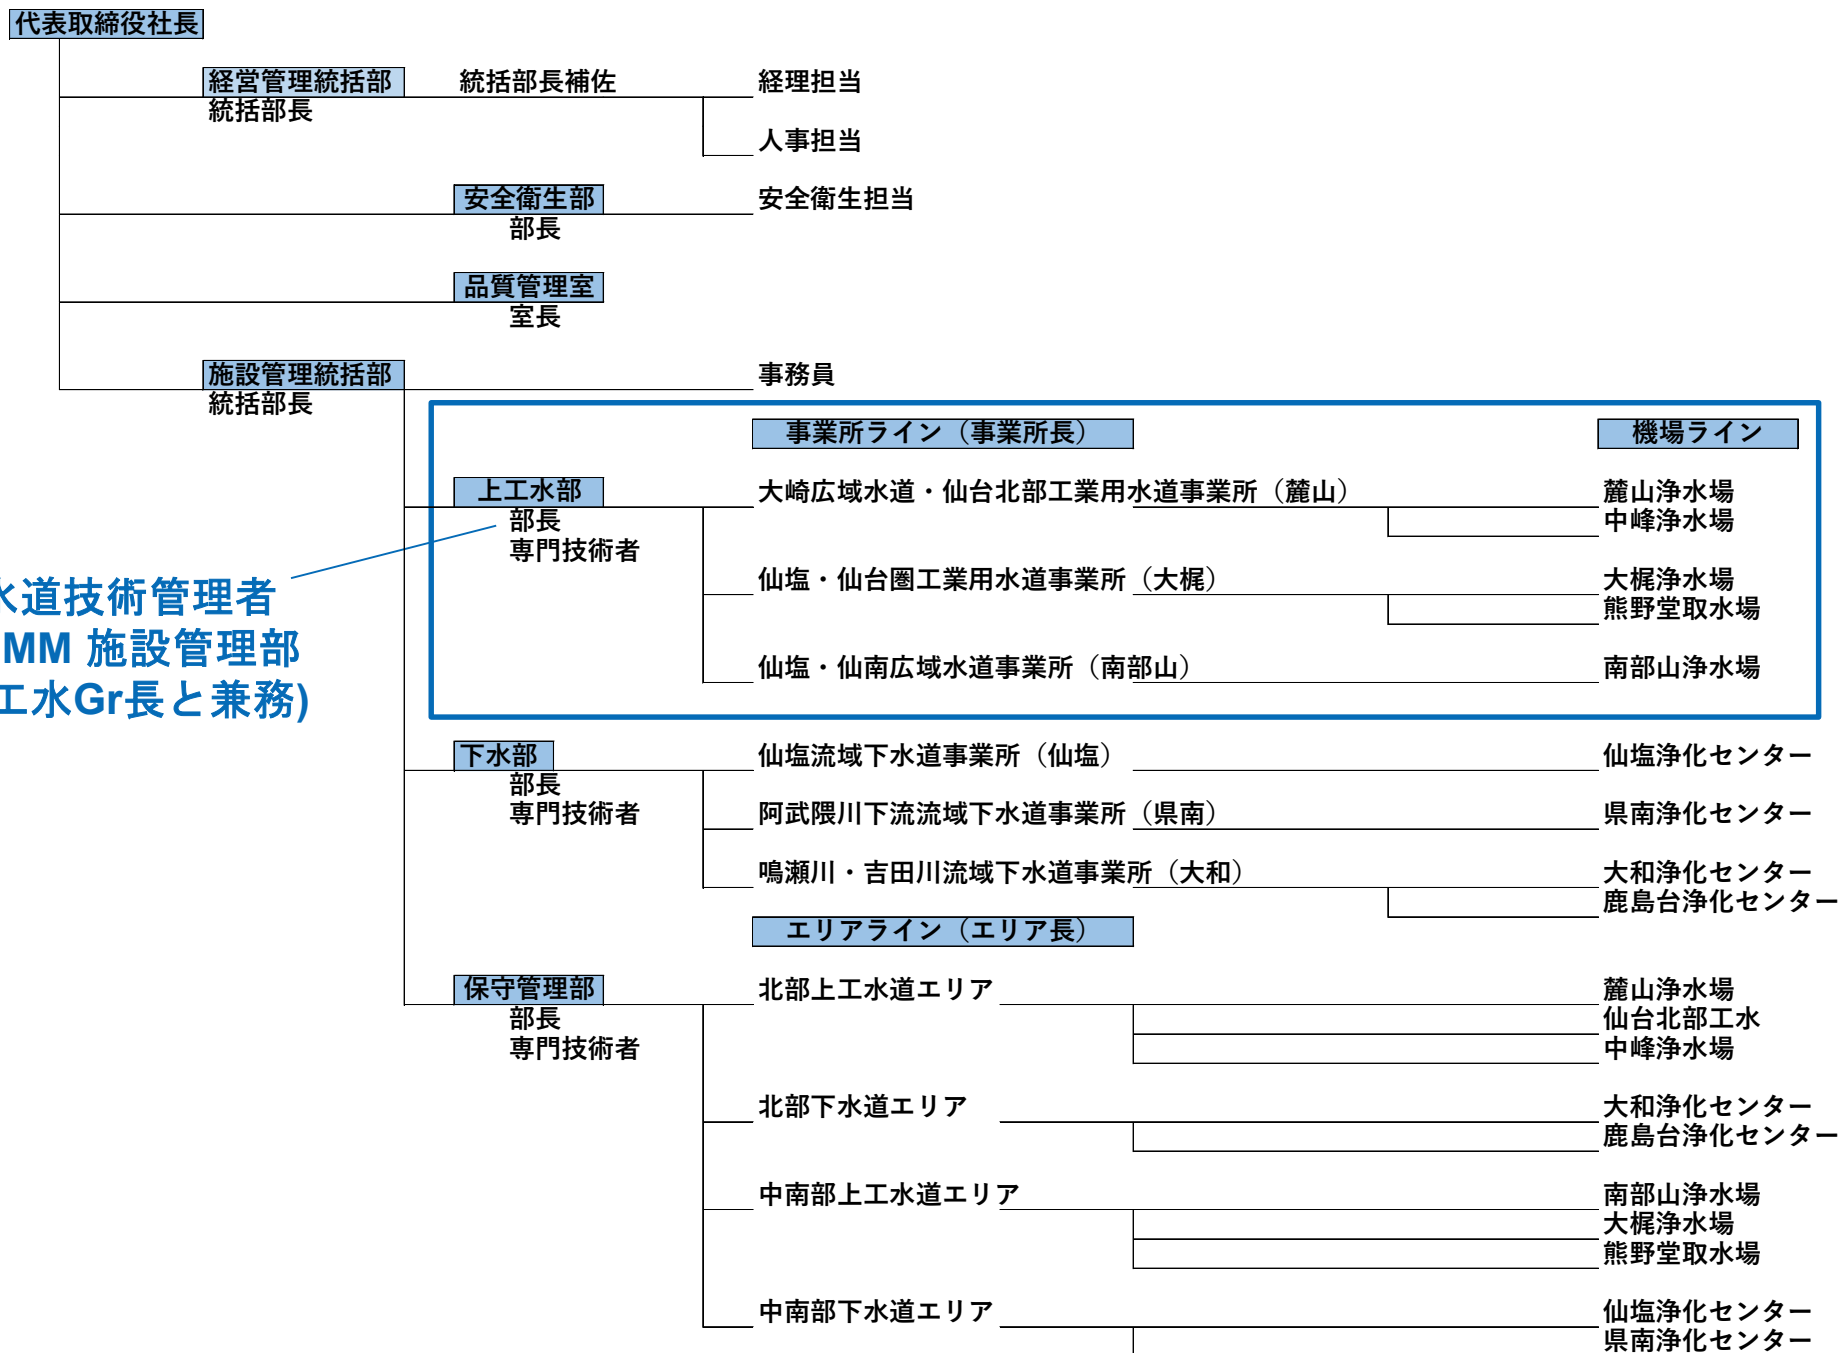 代表取締役社長
経営管理統括部 統括部長補佐 経理担当
統括部長
人事担当
安全衛生部 安全衛生担当
部長
品質管理室
室長
施設管理統括部 事務員
統括部長
事業所ライン（事業所長） 機場ライン
上工水部 大崎広域水道・仙台北部工業用水道事業所（麓山） 麓山浄水場
部長 中峰浄水場
専門技術者
仙塩・仙台圏工業用水道事業所（大梶） 大梶浄水場
熊野堂取水場
仙塩・仙南広域水道事業所（南部山） 南部山浄水場
水道技術管理者
MM 施設管理部
工水Gr長と兼務)
下水部 仙塩流域下水道事業所（仙塩） 仙塩浄化センター
部長
専門技術者 阿武隈川下流流域下水道事業所（県南） 県南浄化センター
鳴瀬川・吉田川流域下水道事業所（大和） 大和浄化センター
鹿島台浄化センター
エリアライン（エリア長）
保守管理部 北部上工水道エリア 麓山浄水場
部長 仙台北部工水
専門技術者 中峰浄水場
北部下水道エリア 大和浄化センター
鹿島台浄化センター
中南部上工水道エリア 南部山浄水場
大梶浄水場
熊野堂取水場
中南部下水道エリア 仙塩浄化センター
県南浄化センター